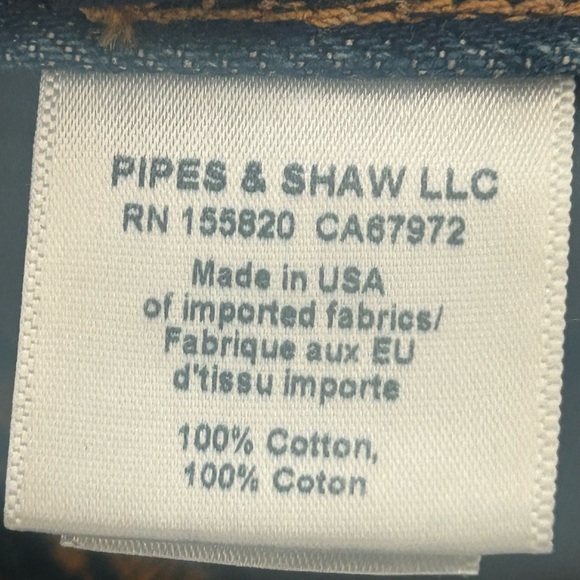 PIPES & SHAW LLC
RN 155820 CA67972
Made in USA
of imported fabrics/
Fabrique aux EU
d'tissu importe
100% Cotton,
100% Coton